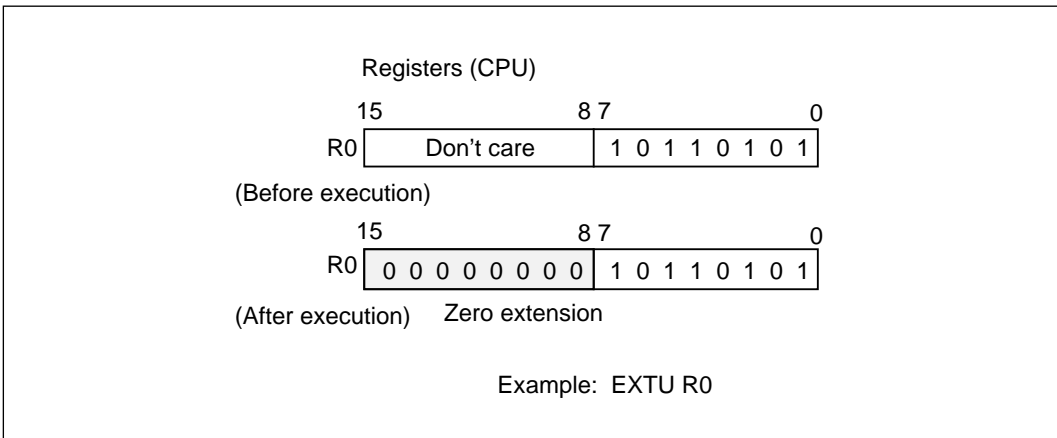 Registers (CPU)
15 8 7 0
R0 Don't care 1 0 1 1 0 1 0 1
(Before execution)
15 8 7 0
R0 0 0 0 0 0 0 0 0 1 0 1 1 0 1 0 1
(After execution) Zero extension
Example: EXTU R0